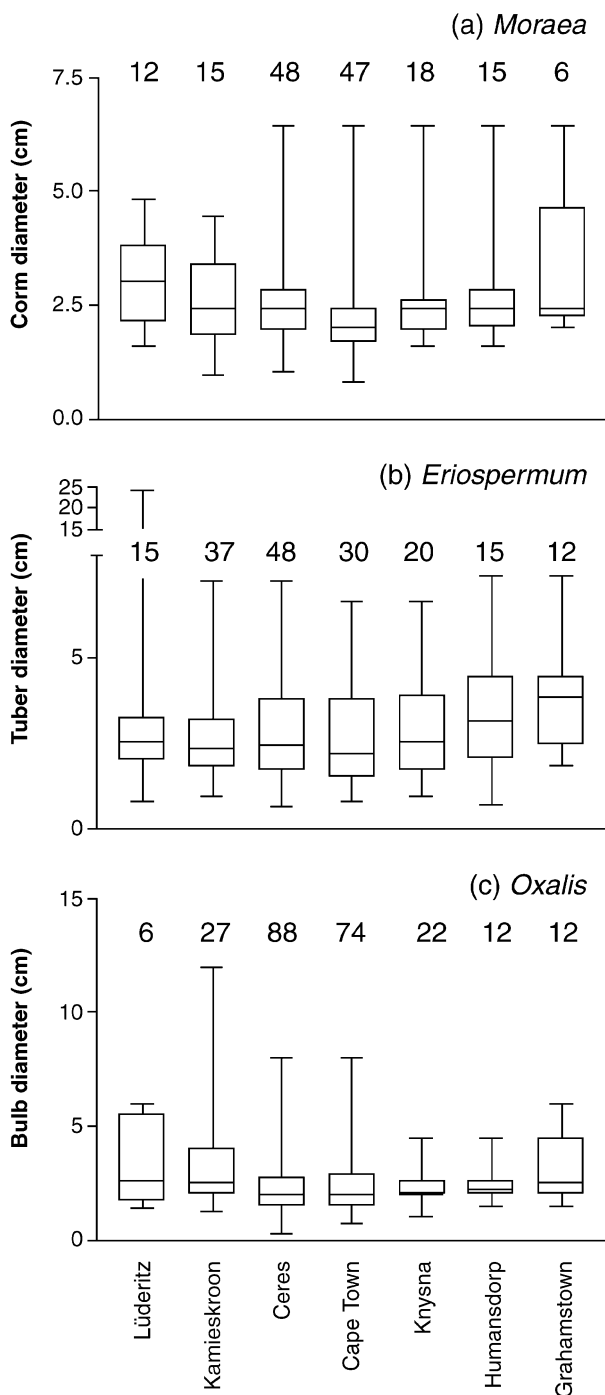 (a) Moraea
Corm diameter (cm)
7.5
5.0
2.5
0.0
12 15 48 47 18 15 6
(b) Eriospermum
Tuber diameter (cm)
25
20
15
5
0
15 37 48 30 20 15 12
(c) Oxalis
Bulb diameter (cm)
15
10
5
0
6 27 88 74 22 12 12
Lüderitz
Kamieskroon
Ceres
Cape Town
Knysna
Humansdorp
Grahamstown